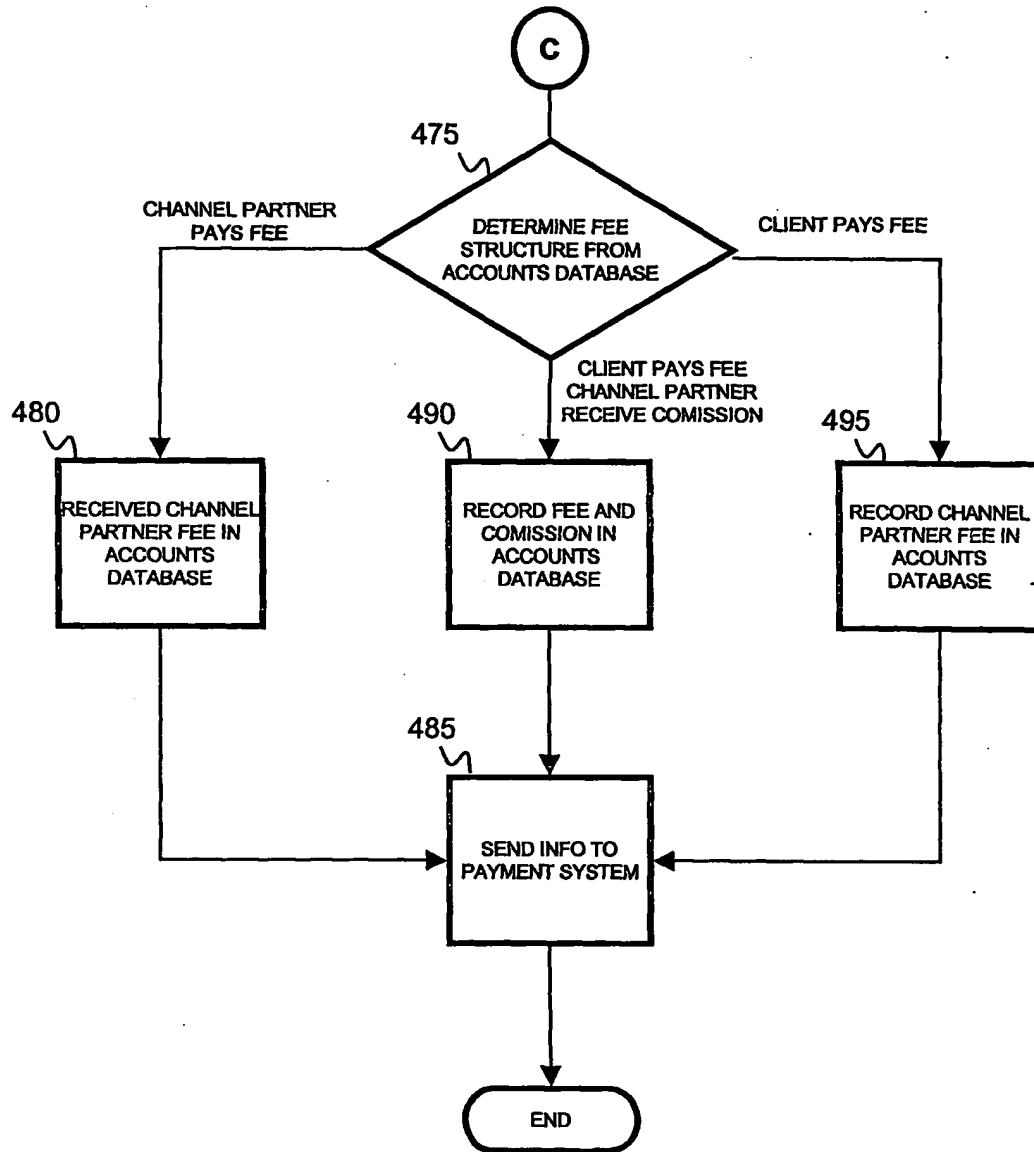 C
475
CHANNEL PARTNER
PAYS FEE
DETERMINE FEE
STRUCTURE FROM
ACCOUNTS DATABASE
CLIENT PAYS FEE
CLIENT PAYS FEE
CHANNEL PARTNER
RECEIVE COMISSION
480
RECEIVED CHANNEL
PARTNER FEE IN
ACCOUNTS
DATABASE
490
RECORD FEE AND
COMISSION IN
ACCOUNTS
DATABASE
495
RECORD CHANNEL
PARTNER FEE IN
ACOUNTS
DATABASE
485
SEND INFO TO
PAYMENT SYSTEM
END